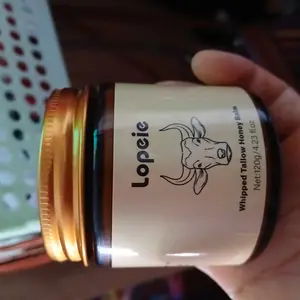 Lopeie
Whipped Tallow Honey Balm
Net:120g/4.23 fl.oz